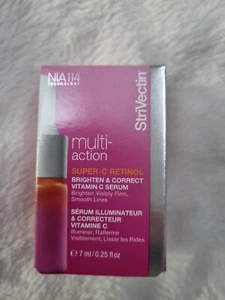 NIA114
TECHNOLOGY
StriVectin
multi-
action
SUPER-C RETINOL
BRIGHTEN & CORRECT
VITAMIN C SERUM
Brighten, Visibly Firm,
Smooth Lines
SÉRUM ILLUMINATEUR
& CORRECTEUR
VITAMINE C
Illuminer, Raffermir
Visiblement, Lisser les Rides
e 7 ml / 0.25 fl oz